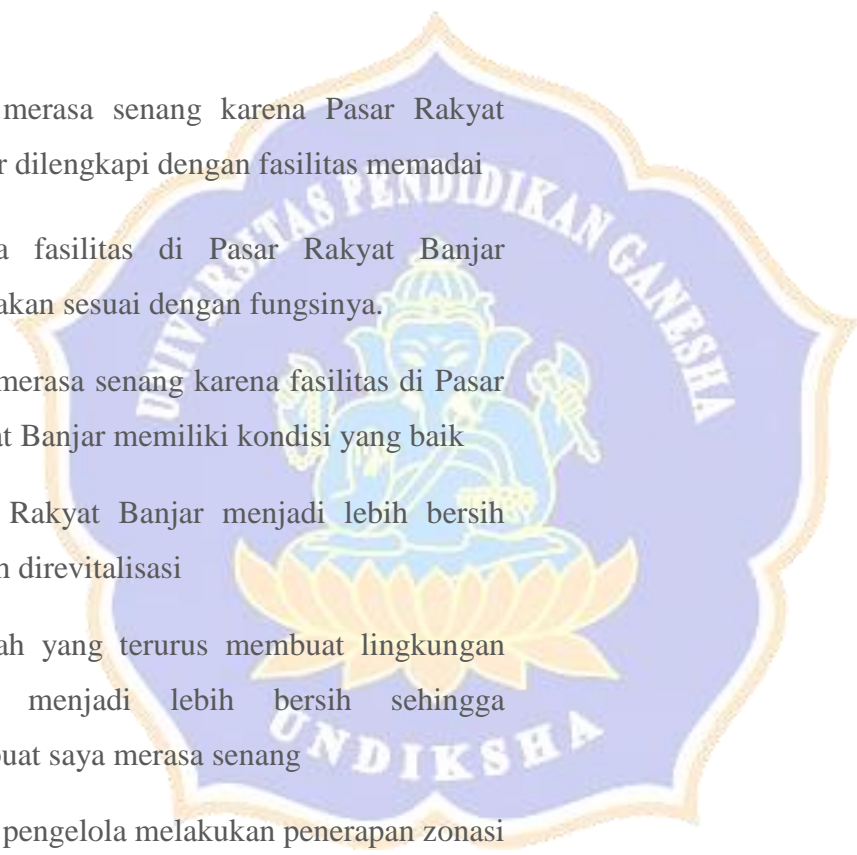 merasa senang karena Pasar Rakyat
r dilengkapi dengan fasilitas memadai
a fasilitas di Pasar Rakyat Banjar
akan sesuai dengan fungsinya.
merasa senang karena fasilitas di Pasar
at Banjar memiliki kondisi yang baik
Rakyat Banjar menjadi lebih bersih
h direvitalisasi
ah yang terurus membuat lingkungan
menjadi lebih bersih sehingga
buat saya merasa senang
pengelola melakukan penerapan zonasi
UNIVERSITAS PENDIDIKAN GANESHA
UNDIKSHA